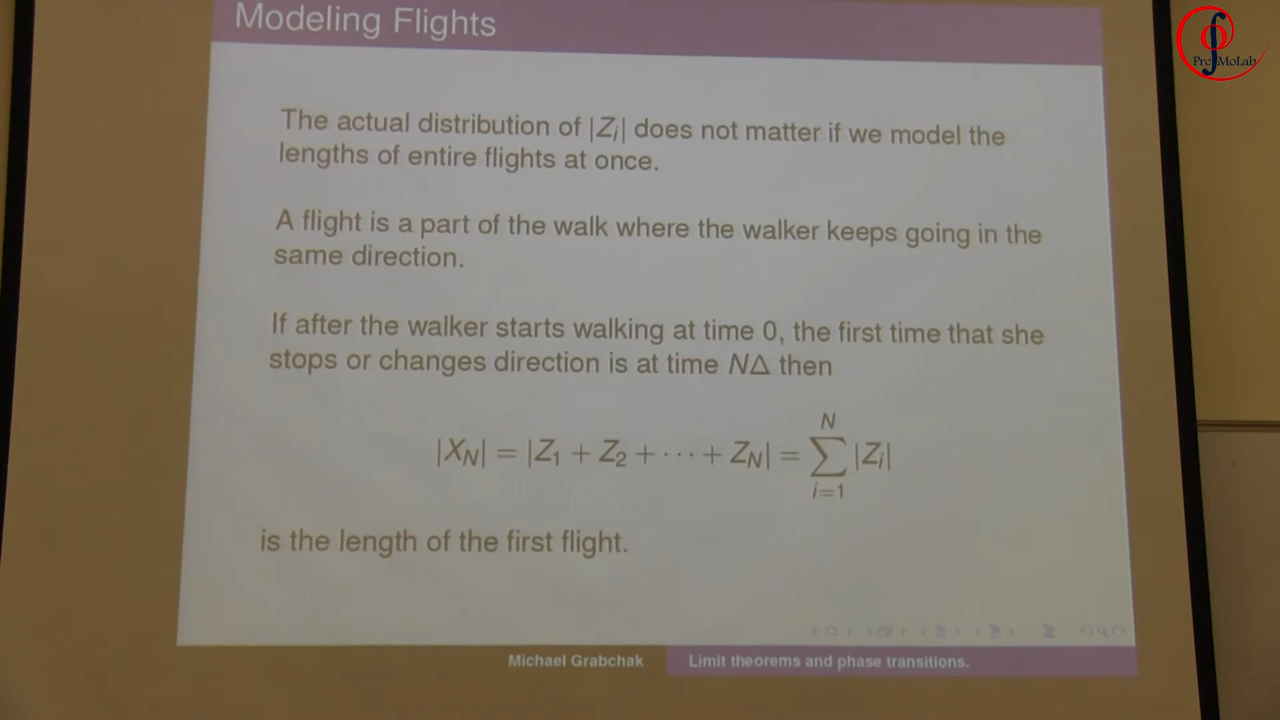 Modeling Flights
PreMoLab
The actual distribution of |Z_i| does not matter if we model the
lengths of entire flights at once.
A flight is a part of the walk where the walker keeps going in the
same direction.
If after the walker starts walking at time 0, the first time that she
stops or changes direction is at time NΔ then
|X_N| = |Z_1 + Z_2 + ··· + Z_N| = ∑_{i=1}^{N} |Z_i|
is the length of the first flight.
Michael Grabchak Limit theorems and phase transitions.